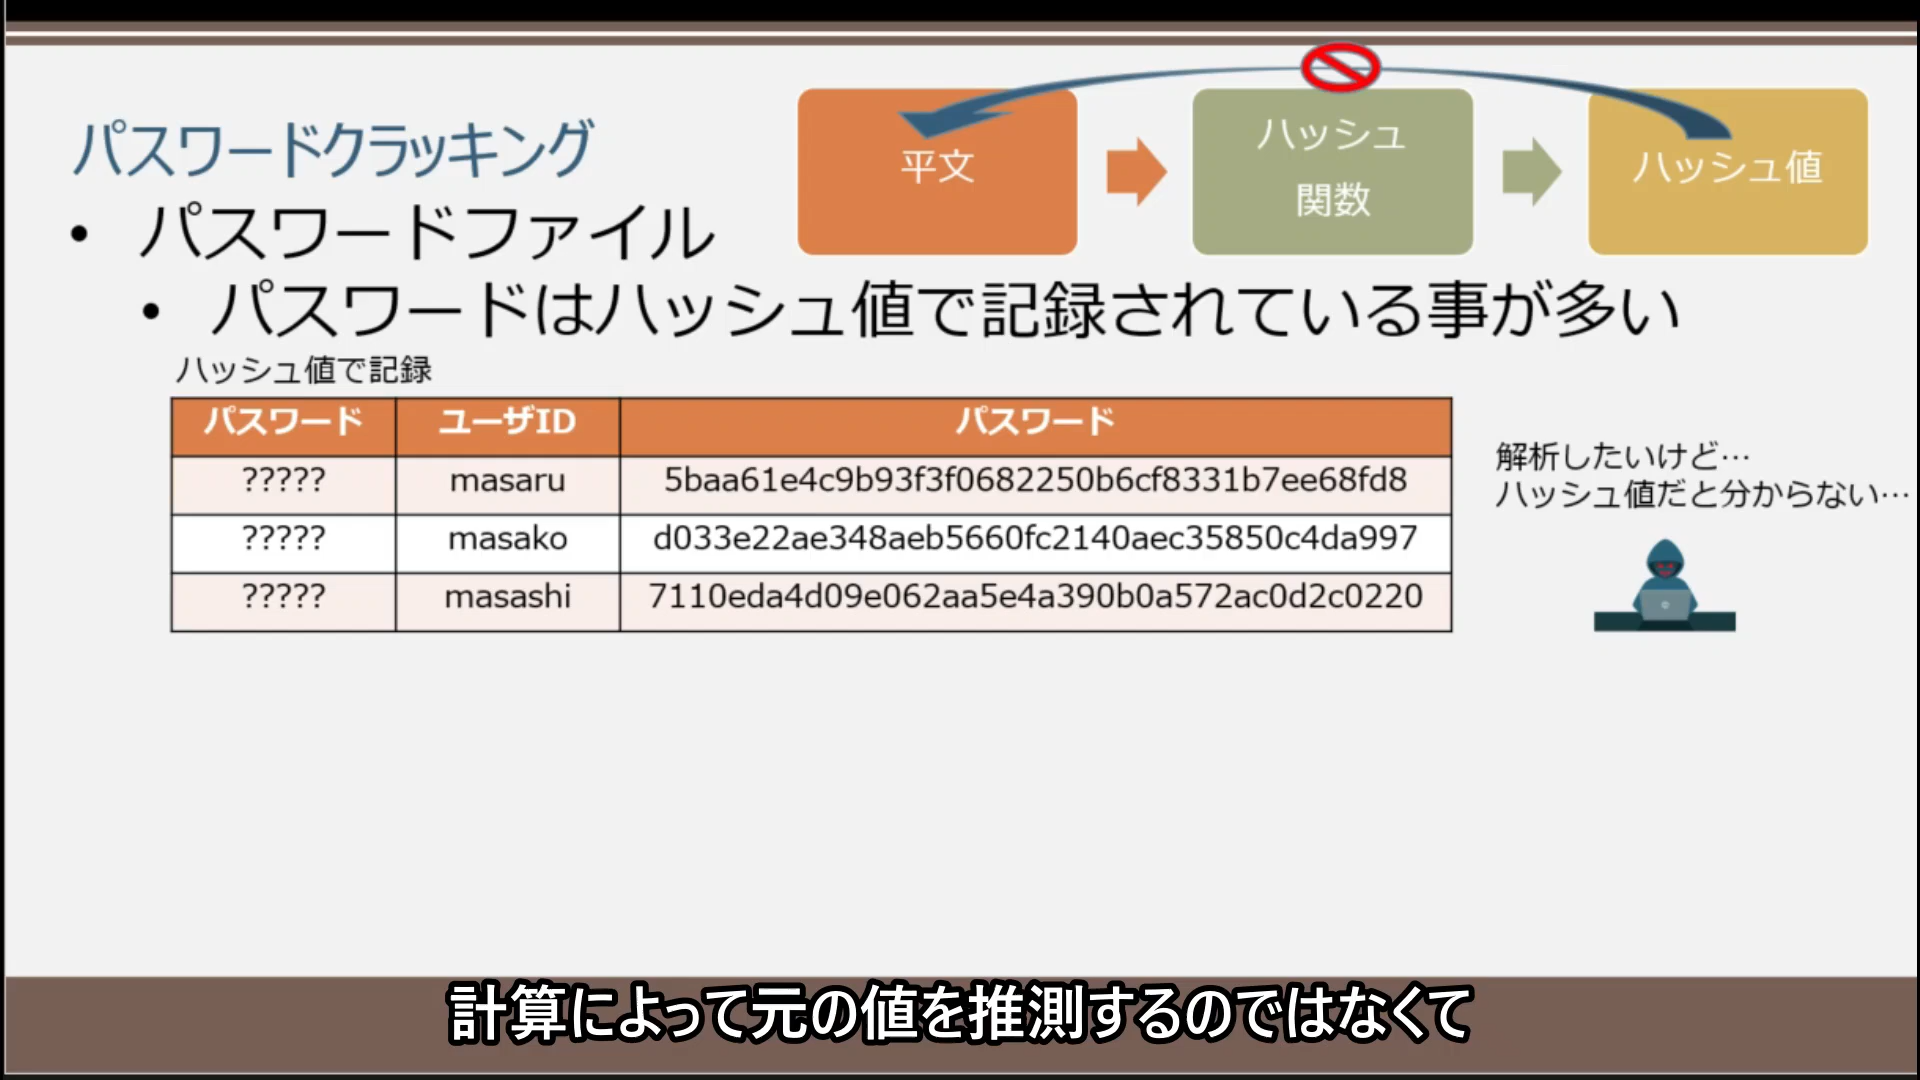 パスワードクラッキング
平文
ハッシュ
関数
ハッシュ値
• パスワードファイル
• パスワードはハッシュ値で記録されている事が多い
ハッシュ値で記録
パスワード ユーザID パスワード
????? masaru 5baa61e4c9b93f3f0682250b6cf8331b7ee68fd8
????? masako d033e22ae348aeb5660fc2140aec35850c4da997
????? masashi 7110eda4d09e062aa5e4a390b0a572ac0d2c0220
解析したいけど…
ハッシュ値だと分からない…
計算によって元の値を推測するのではなくて